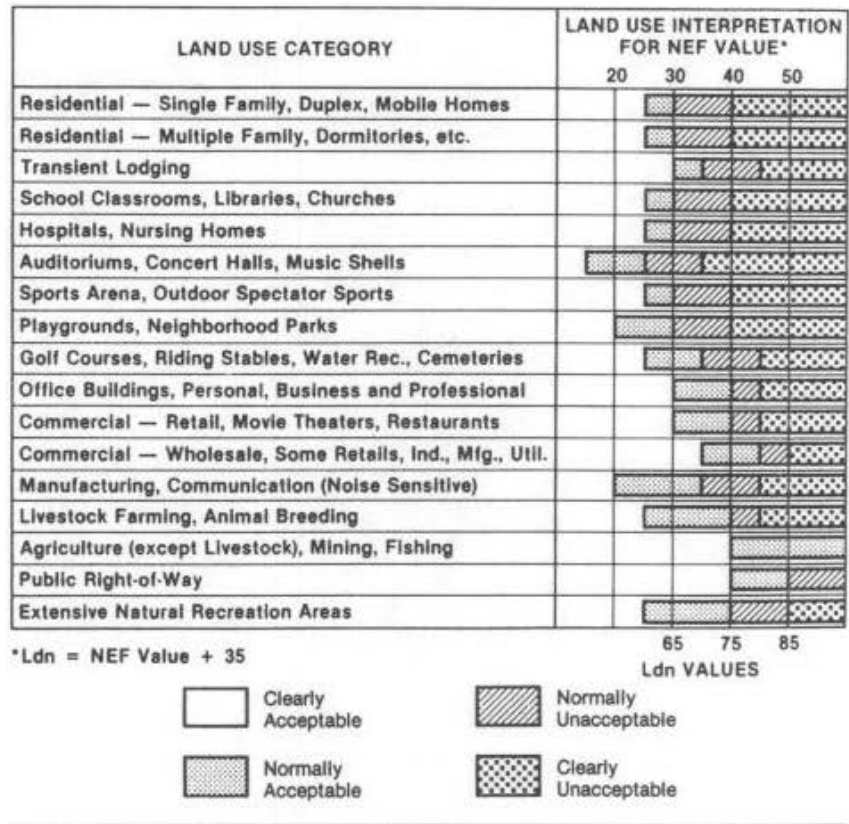 LAND USE CATEGORY
LAND USE INTERPRETATION
FOR NEF VALUE*
20 30 40 50
Residential — Single Family, Duplex, Mobile Homes
Residential — Multiple Family, Dormitories, etc.
Transient Lodging
School Classrooms, Libraries, Churches
Hospitals, Nursing Homes
Auditoriums, Concert Halls, Music Shells
Sports Arena, Outdoor Spectator Sports
Playgrounds, Neighborhood Parks
Golf Courses, Riding Stables, Water Rec., Cemeteries
Office Buildings, Personal, Business and Professional
Commercial — Retail, Movie Theaters, Restaurants
Commercial — Wholesale, Some Retails, Ind., Mfg., Util.
Manufacturing, Communication (Noise Sensitive)
Livestock Farming, Animal Breeding
Agriculture (except Livestock), Mining, Fishing
Public Right-of-Way
Extensive Natural Recreation Areas
65 75 85
*Ldn = NEF Value + 35
Ldn VALUES
Clearly
Acceptable
Normally
Unacceptable
Normally
Acceptable
Clearly
Unacceptable